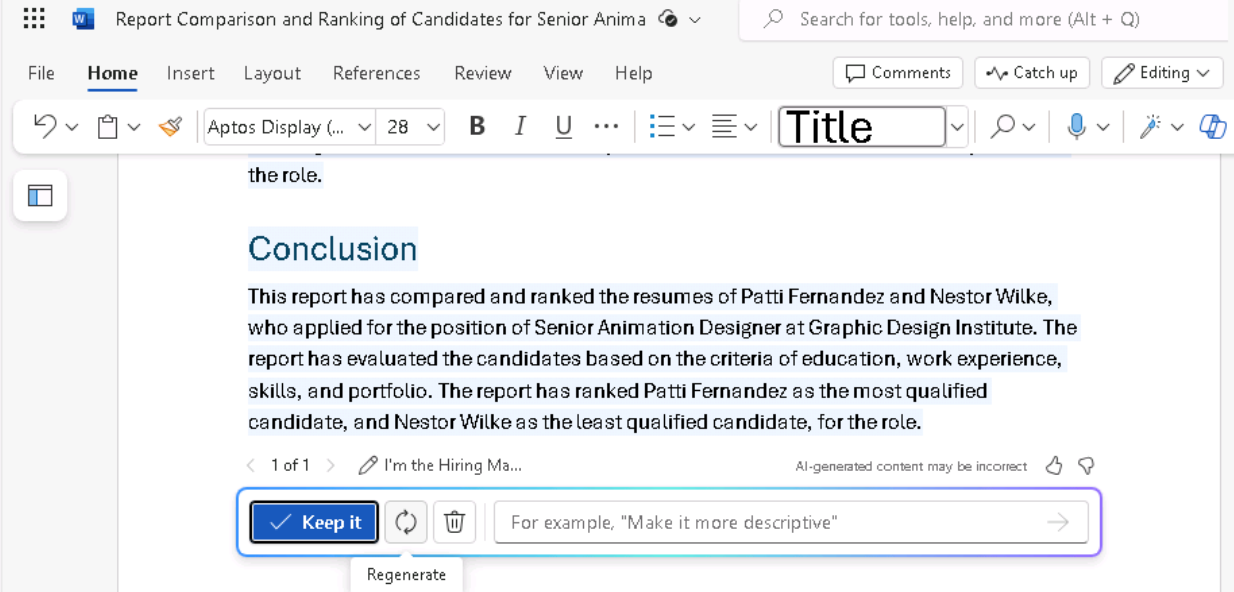 Report Comparison and Ranking of Candidates for Senior Anima
Search for tools, help, and more (Alt + Q)
File Home Insert Layout References Review View Help Comments Catch up Editing
Aptos Display (... 28 B I U ... Title
the role.
Conclusion
This report has compared and ranked the resumes of Patti Fernandez and Nestor Wilke,
who applied for the position of Senior Animation Designer at Graphic Design Institute. The
report has evaluated the candidates based on the criteria of education, work experience,
skills, and portfolio. The report has ranked Patti Fernandez as the most qualified
candidate, and Nestor Wilke as the least qualified candidate, for the role.
1 of 1 I'm the Hiring Ma... AI-generated content may be incorrect
Keep it For example, "Make it more descriptive"
Regenerate